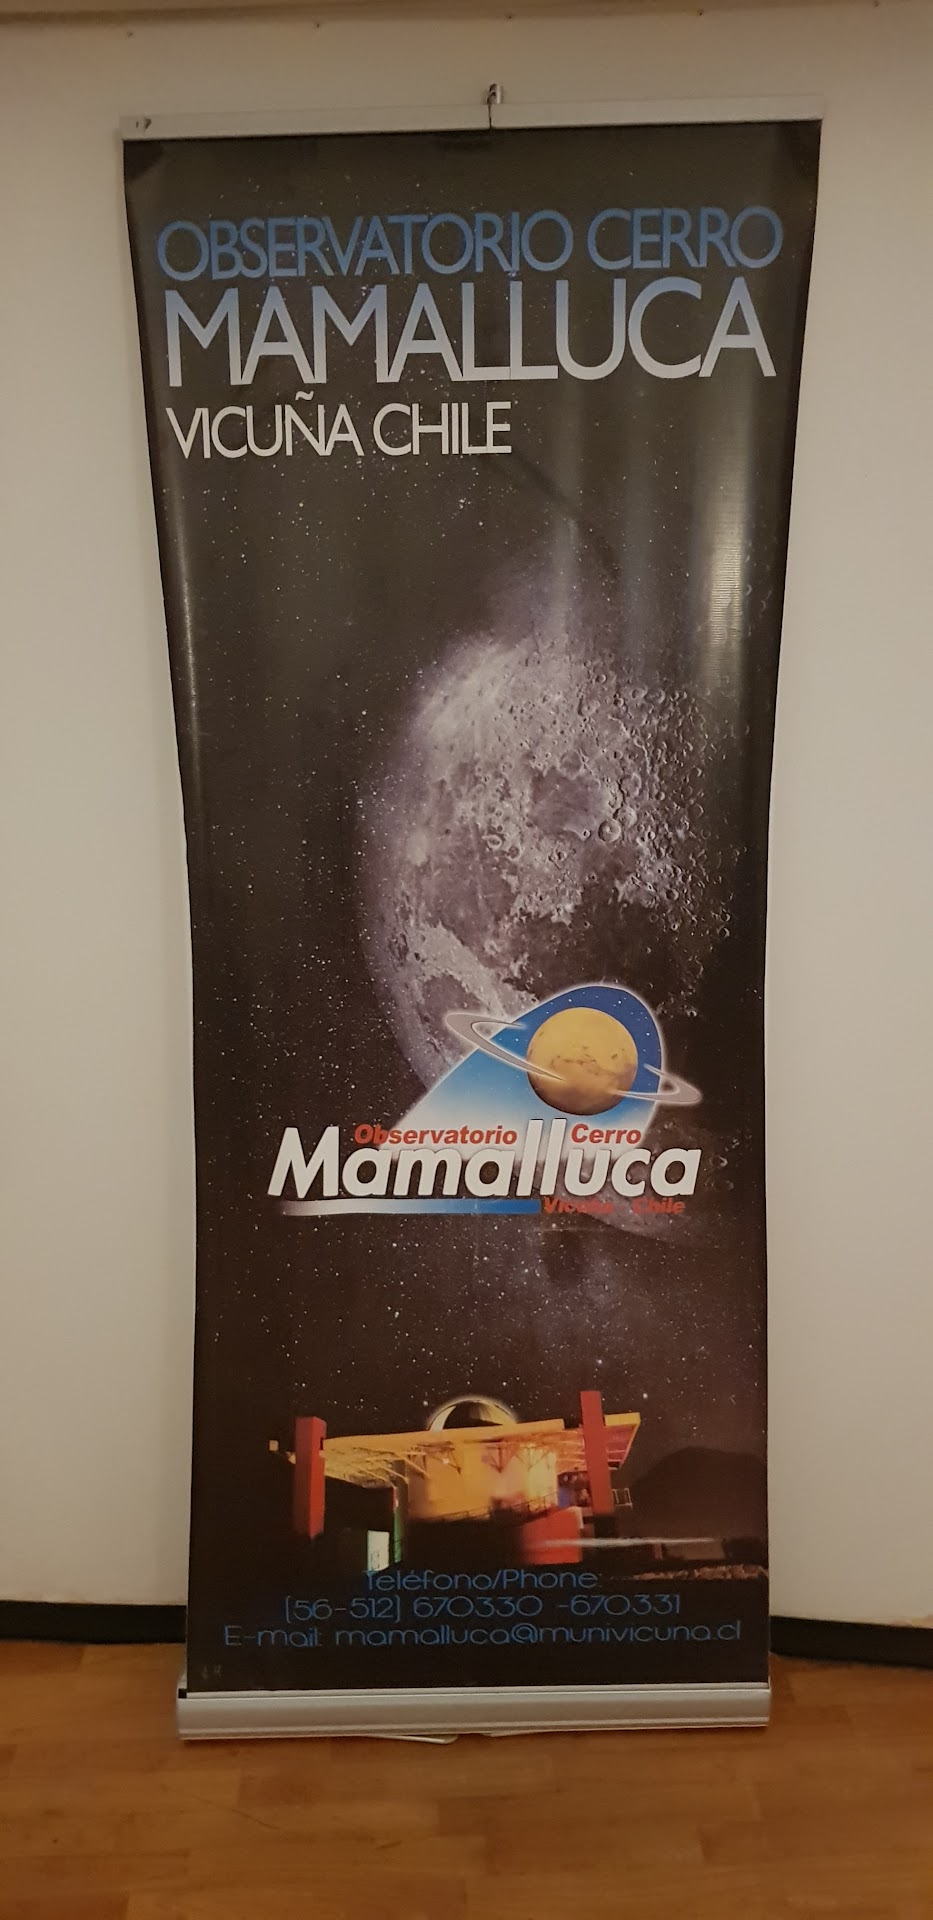 OBSERVATORIO CERRO
MAMALLUCA
VICUÑA CHILE
Observatorio Cerro
Mamalluca
Vicuña - Chile
Teléfono/Phone:
(56-512) 670330 -670331
E-mail: mamalluca@munivicuna.cl